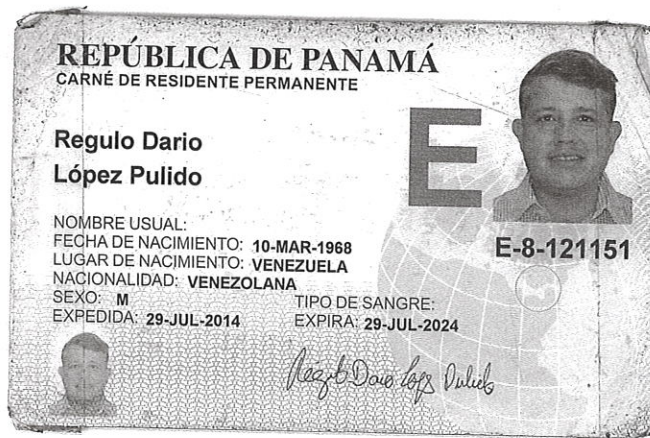 REPÚBLICA DE PANAMÁ
CARNÉ DE RESIDENTE PERMANENTE
Regulo Dario
López Pulido
E
E-8-121151
NOMBRE USUAL:
FECHA DE NACIMIENTO: 10-MAR-1968
LUGAR DE NACIMIENTO: VENEZUELA
NACIONALIDAD: VENEZOLANA
SEXO: M TIPO DE SANGRE:
EXPEDIDA: 29-JUL-2014 EXPIRA: 29-JUL-2024